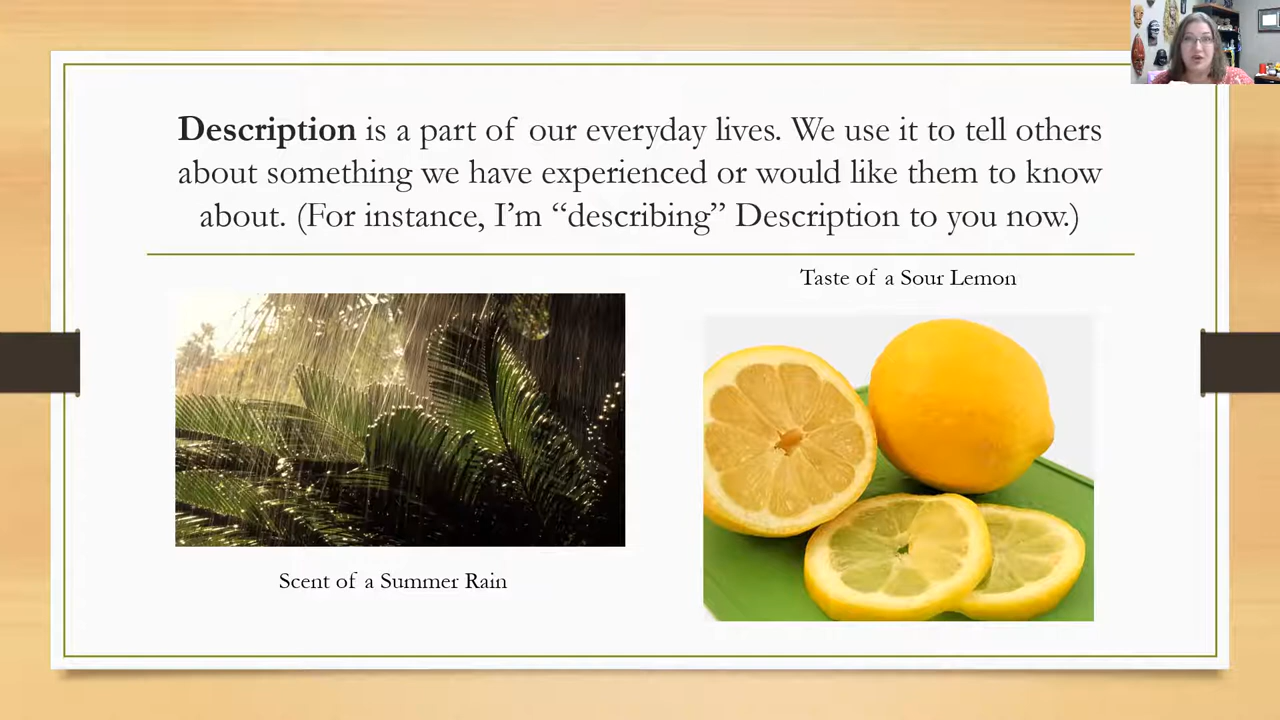 Description is a part of our everyday lives. We use it to tell others
about something we have experienced or would like them to know
about. (For instance, I’m “describing” Description to you now.)
Taste of a Sour Lemon
Scent of a Summer Rain